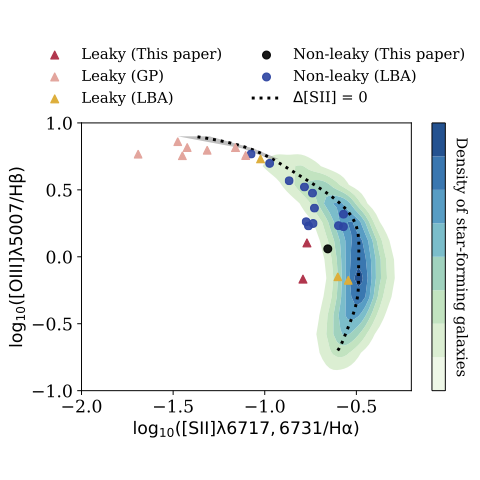 Leaky (This paper)
Leaky (GP)
Leaky (LBA)
Non-leaky (This paper)
Non-leaky (LBA)
Δ[SII] = 0
1.0
0.5
0.0
−0.5
−1.0
−2.0
−1.5
−1.0
−0.5
log₁₀([OIII]λ5007/Hβ)
log₁₀([SII]λ6717, 6731/Hα)
Density of star-forming galaxies